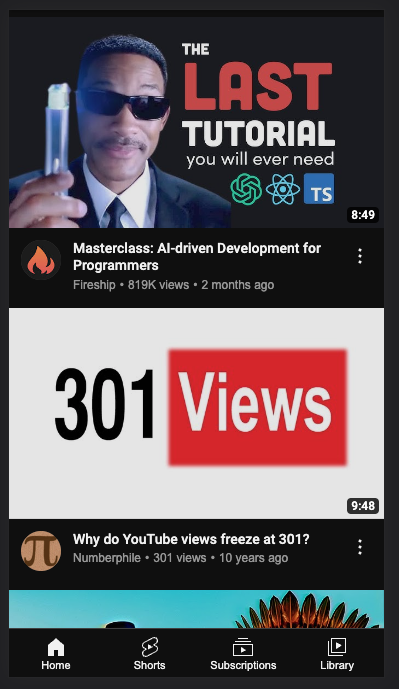 THE
LAST
TUTORIAL
you will ever need
TS
8:49
Masterclass: AI-driven Development for
Programmers
Fireship • 819K views • 2 months ago
301 Views
9:48
Why do YouTube views freeze at 301?
Numberphile • 301 views • 10 years ago
Home
Shorts
Subscriptions
Library